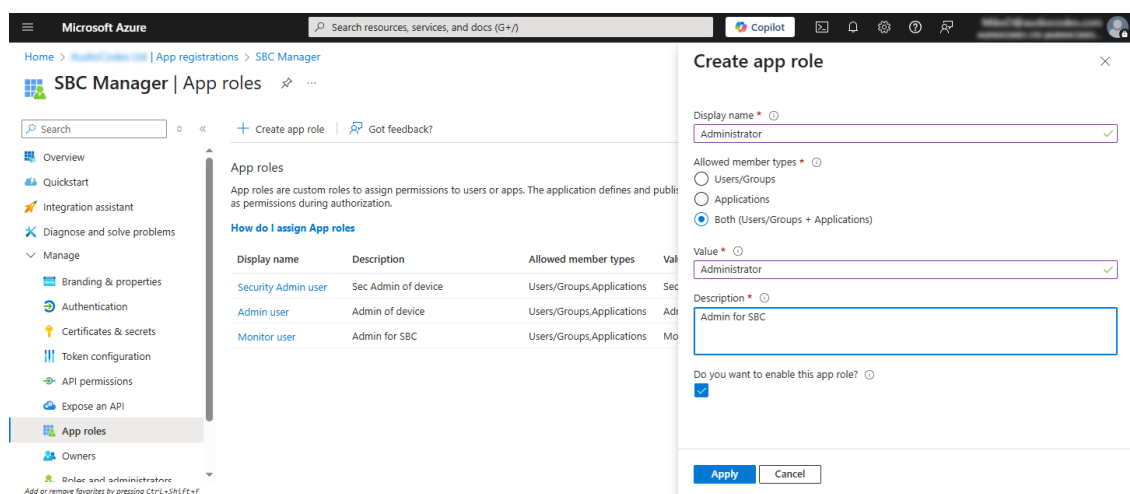 Microsoft Azure
Search resources, services, and docs (G+/)
Copilot
Home > | App registrations > SBC Manager
SBC Manager | App roles
Search
Overview
Quickstart
Integration assistant
Diagnose and solve problems
Manage
Branding & properties
Authentication
Certificates & secrets
Token configuration
API permissions
Expose an API
App roles
Owners
Roles and administrators
Add or remove favorites by pressing Ctrl+Shift+F
Create app role
Got feedback?
App roles
App roles are custom roles to assign permissions to users or apps. The application defines and
as permissions during authorization.
How do I assign App roles
Display name Description Allowed member types
Security Admin user Sec Admin of device Users/Groups,Applications Sec
Admin user Admin of device Users/Groups,Applications
Monitor user Admin for SBC Users/Groups,Applications Mo
Create app role
Display name *
Administrator
Allowed member types *
Users/Groups
Applications
Both (Users/Groups + Applications)
Value *
Administrator
Description *
Admin for SBC
Do you want to enable this app role?
Apply Cancel